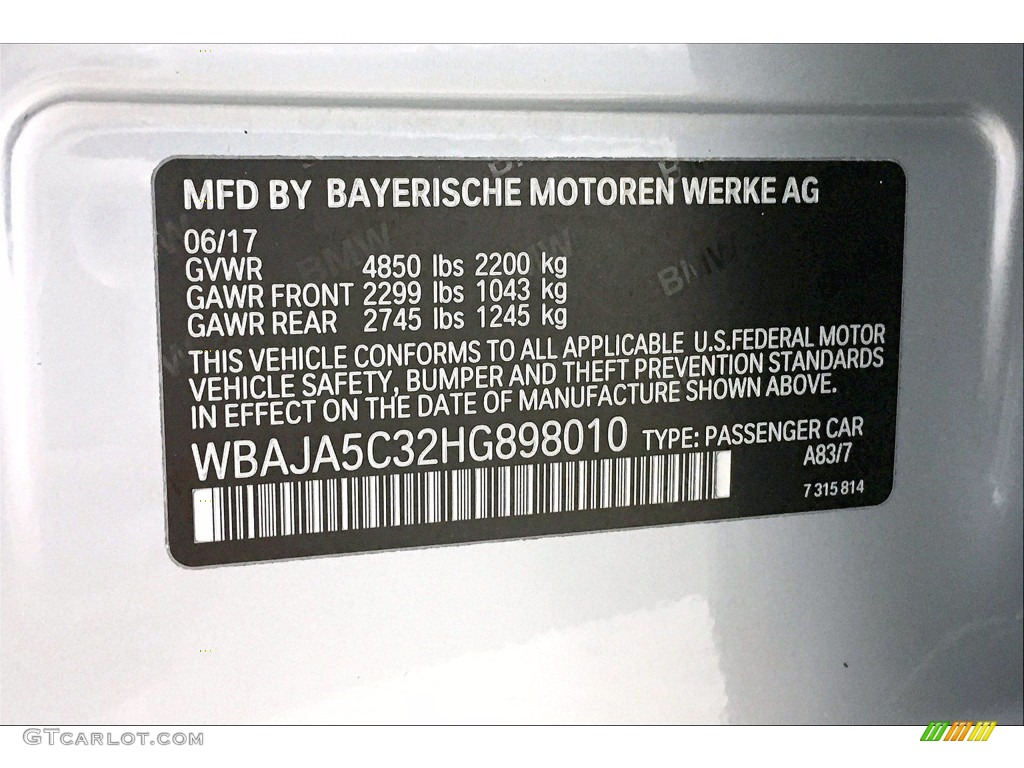 MFD BY BAYERISCHE MOTOREN WERKE AG
06/17
GVWR 4850 lbs 2200 kg
GAWR FRONT 2299 lbs 1043 kg
GAWR REAR 2745 lbs 1245 kg
THIS VEHICLE CONFORMS TO ALL APPLICABLE U.S.FEDERAL MOTOR
VEHICLE SAFETY, BUMPER AND THEFT PREVENTION STANDARDS
IN EFFECT ON THE DATE OF MANUFACTURE SHOWN ABOVE.
WBAJA5C32HG898010 TYPE: PASSENGER CAR
A83/7
7 315 814
GTCARLOT.COM